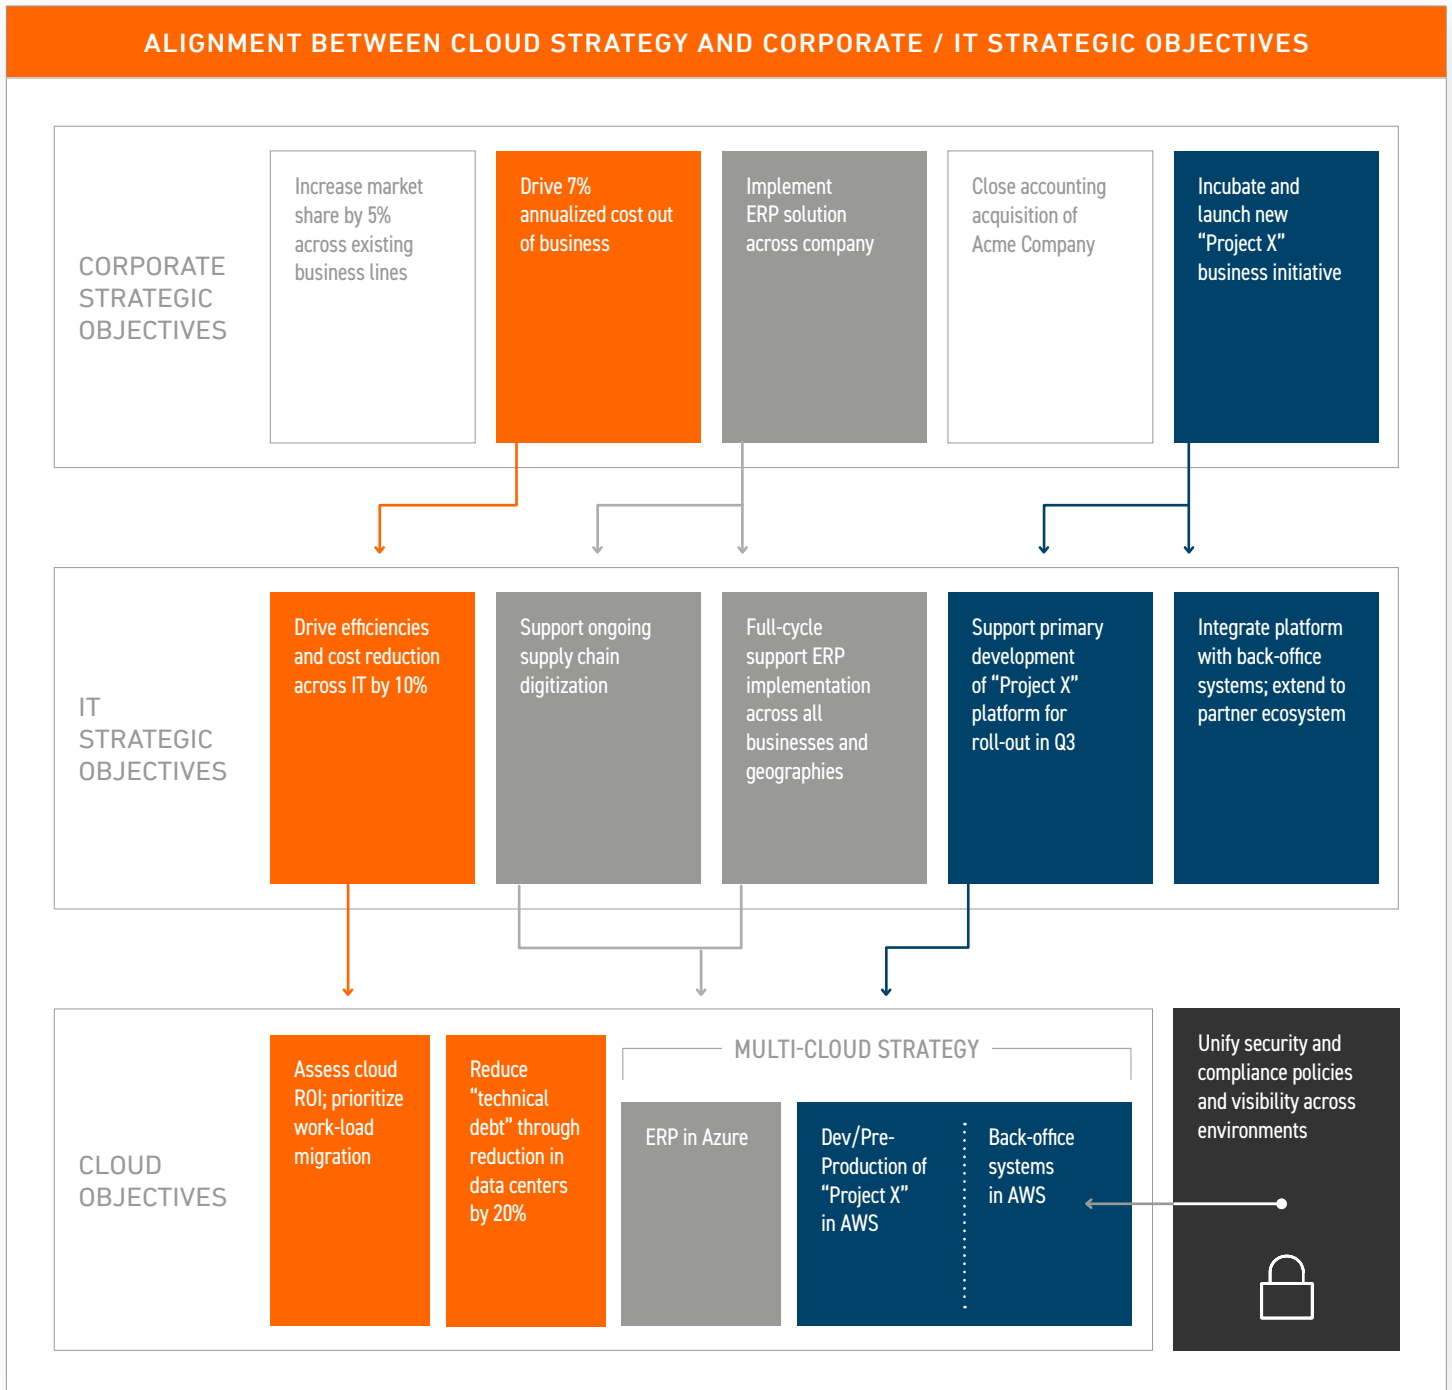 ALIGNMENT BETWEEN CLOUD STRATEGY AND CORPORATE / IT STRATEGIC OBJECTIVES
CORPORATE
STRATEGIC
OBJECTIVES
Increase market
share by 5%
across existing
business lines
Drive 7%
annualized cost out
of business
Implement
ERP solution
across company
Close accounting
acquisition of
Acme Company
Incubate and
launch new
“Project X”
business initiative
IT
STRATEGIC
OBJECTIVES
Drive efficiencies
and cost reduction
across IT by 10%
Support ongoing
supply chain
digitization
Full-cycle
support ERP
implementation
across all
businesses and
geographies
Support primary
development
of “Project X”
platform for
roll-out in Q3
Integrate platform
with back-office
systems; extend to
partner ecosystem
CLOUD
OBJECTIVES
Assess cloud
ROI; prioritize
work-load
migration
Reduce
“technical
debt” through
reduction in
data centers
by 20%
MULTI-CLOUD STRATEGY
ERP in Azure
Dev/Pre-
Production of
“Project X”
in AWS
Back-office
systems
in AWS
Unify security and
compliance policies
and visibility across
environments